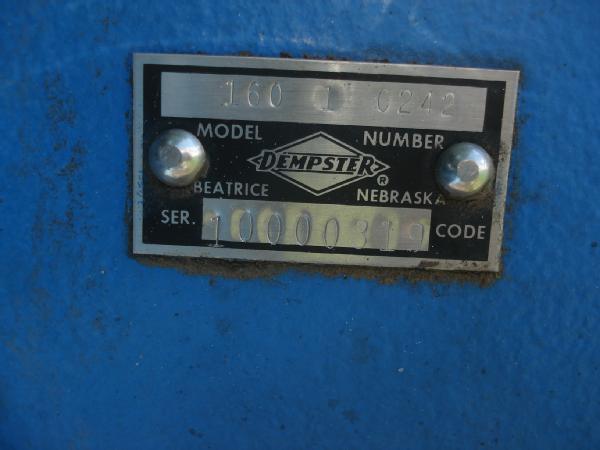 160 1 0242
MODEL NUMBER
DEMPSTER ®
BEATRICE NEBRASKA
SER. 10000319 CODE